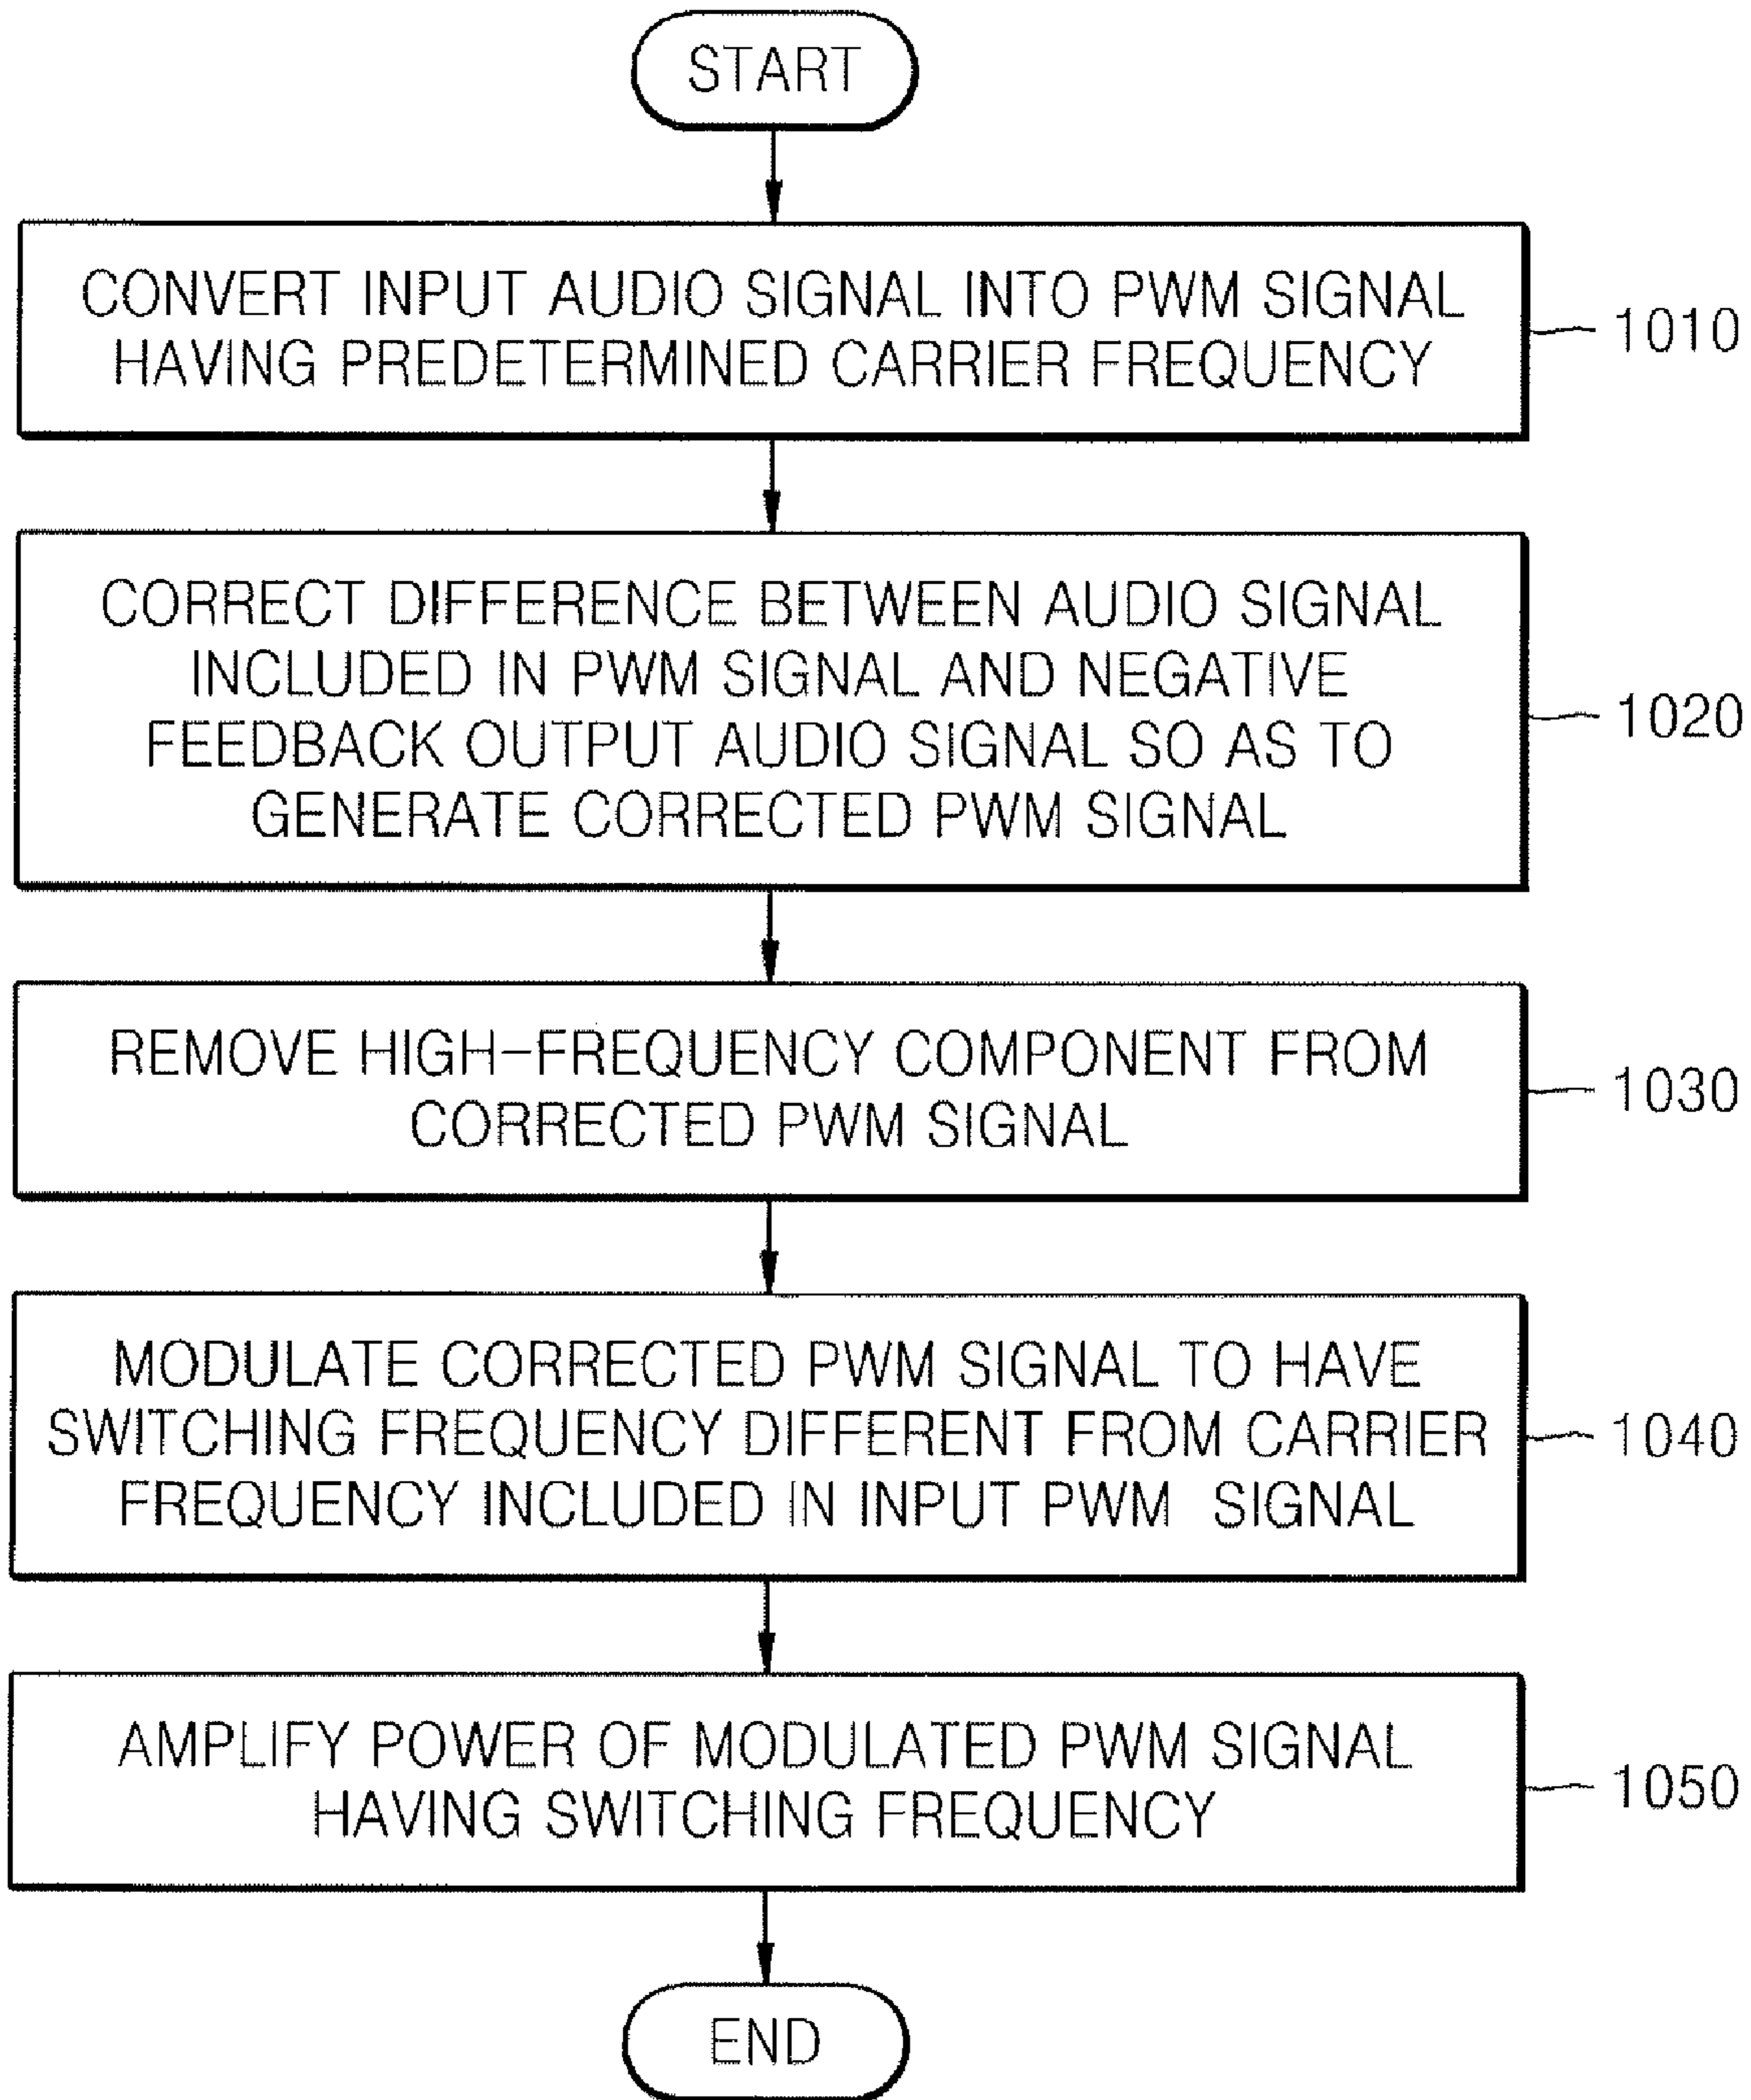 START
CONVERT INPUT AUDIO SIGNAL INTO PWM SIGNAL
HAVING PREDETERMINED CARRIER FREQUENCY
1010
CORRECT DIFFERENCE BETWEEN AUDIO SIGNAL
INCLUDED IN PWM SIGNAL AND NEGATIVE
FEEDBACK OUTPUT AUDIO SIGNAL SO AS TO
GENERATE CORRECTED PWM SIGNAL
1020
REMOVE HIGH-FREQUENCY COMPONENT FROM
CORRECTED PWM SIGNAL
1030
MODULATE CORRECTED PWM SIGNAL TO HAVE
SWITCHING FREQUENCY DIFFERENT FROM CARRIER
FREQUENCY INCLUDED IN INPUT PWM SIGNAL
1040
AMPLIFY POWER OF MODULATED PWM SIGNAL
HAVING SWITCHING FREQUENCY
1050
END